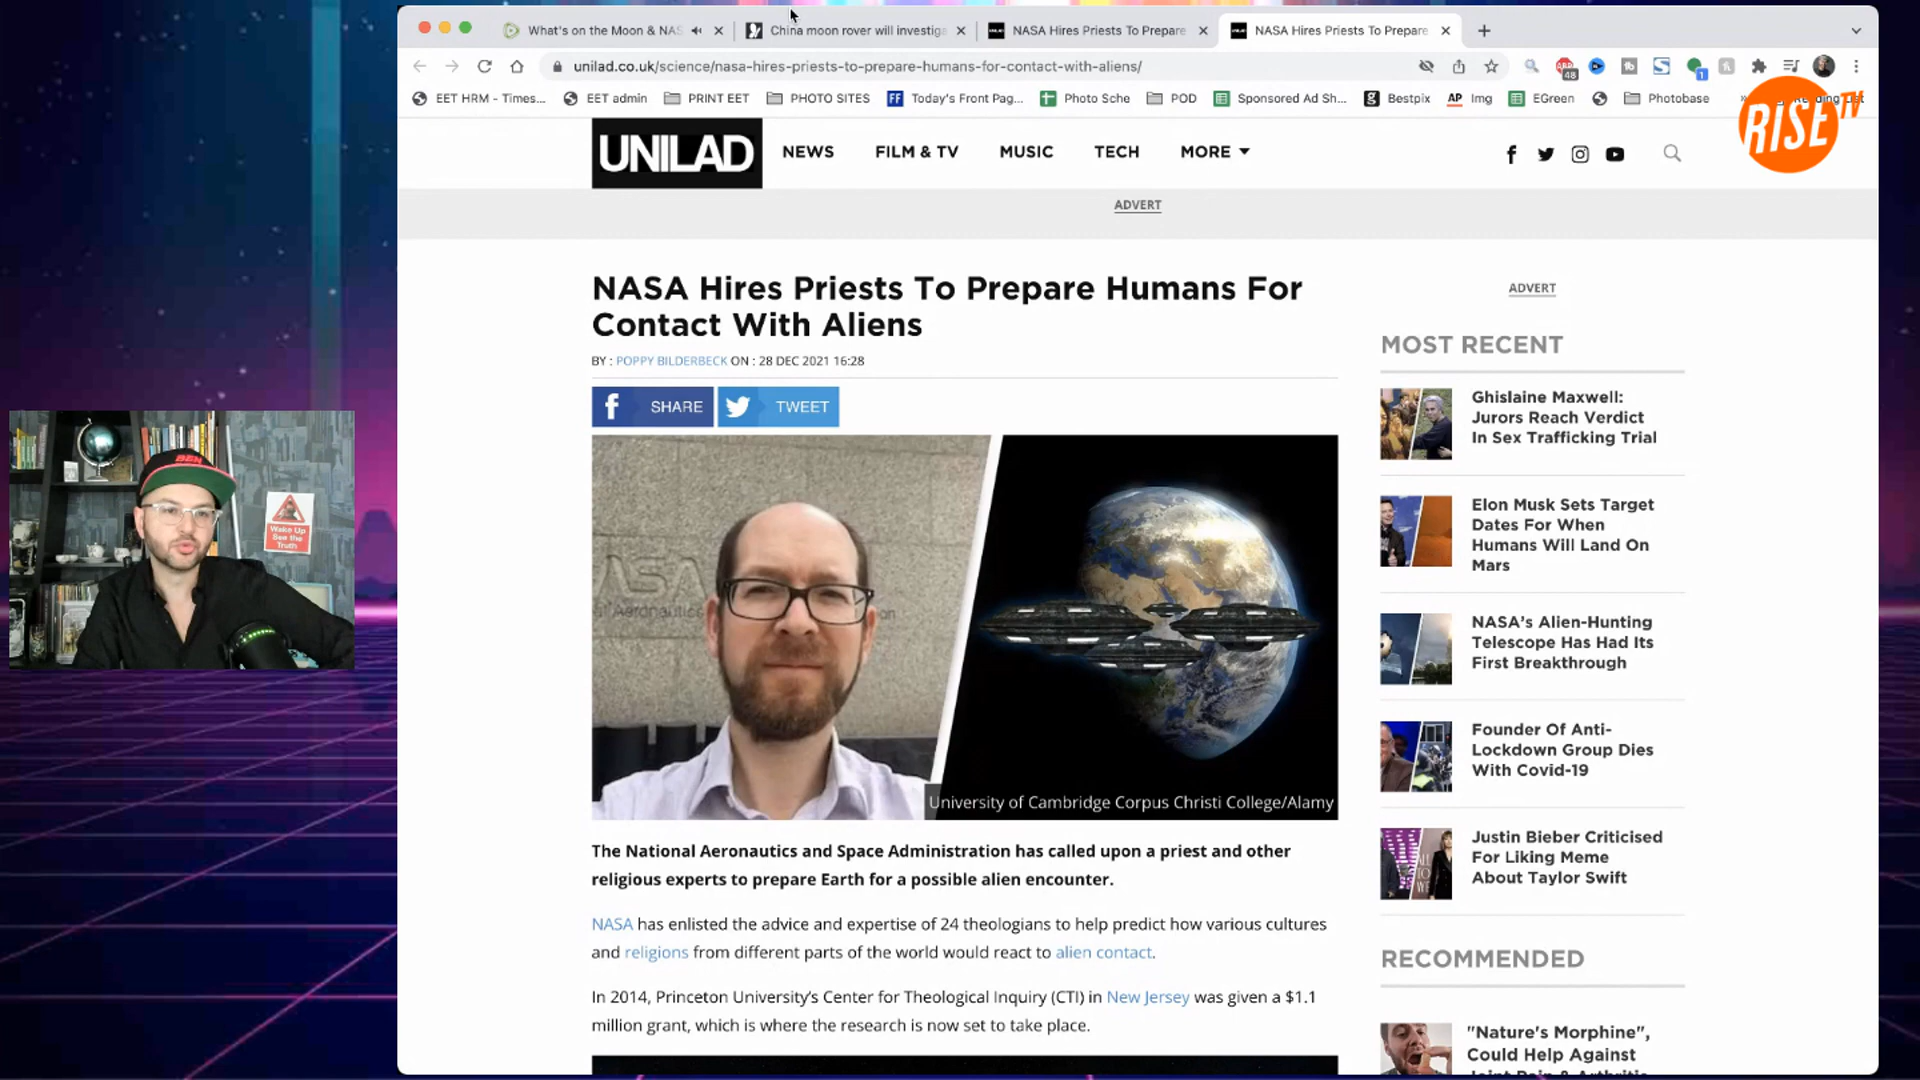 What's on the Moon & NAS
China moon rover will investiga
NASA Hires Priests To Prepare
NASA Hires Priests To Prepare
unilad.co.uk/science/nasa-hires-priests-to-prepare-humans-for-contact-with-aliens/
EET HRM - Times...
EET admin
PRINT EET
PHOTO SITES
Today's Front Pag...
Photo Sche
POD
Sponsored Ad Sh...
Bestpix
AP Img
EGreen
Photobase
Reading List
RISE TV
UNILAD
NEWS
FILM & TV
MUSIC
TECH
MORE
ADVERT
NASA Hires Priests To Prepare Humans For
Contact With Aliens
BY : POPPY BILDERBECK ON : 28 DEC 2021 16:28
SHARE
TWEET
University of Cambridge Corpus Christi College/Alamy
The National Aeronautics and Space Administration has called upon a priest and other
religious experts to prepare Earth for a possible alien encounter.
NASA has enlisted the advice and expertise of 24 theologians to help predict how various cultures
and religions from different parts of the world would react to alien contact.
In 2014, Princeton University's Center for Theological Inquiry (CTI) in New Jersey was given a $1.1
million grant, which is where the research is now set to take place.
ADVERT
MOST RECENT
Ghislaine Maxwell:
Jurors Reach Verdict
In Sex Trafficking Trial
Elon Musk Sets Target
Dates For When
Humans Will Land On
Mars
NASA's Alien-Hunting
Telescope Has Had Its
First Breakthrough
Founder Of Anti-
Lockdown Group Dies
With Covid-19
Justin Bieber Criticised
For Liking Meme
About Taylor Swift
RECOMMENDED
"Nature's Morphine",
Could Help Against
Joint Pain & Arthritis
Wake Up
See the
Truth